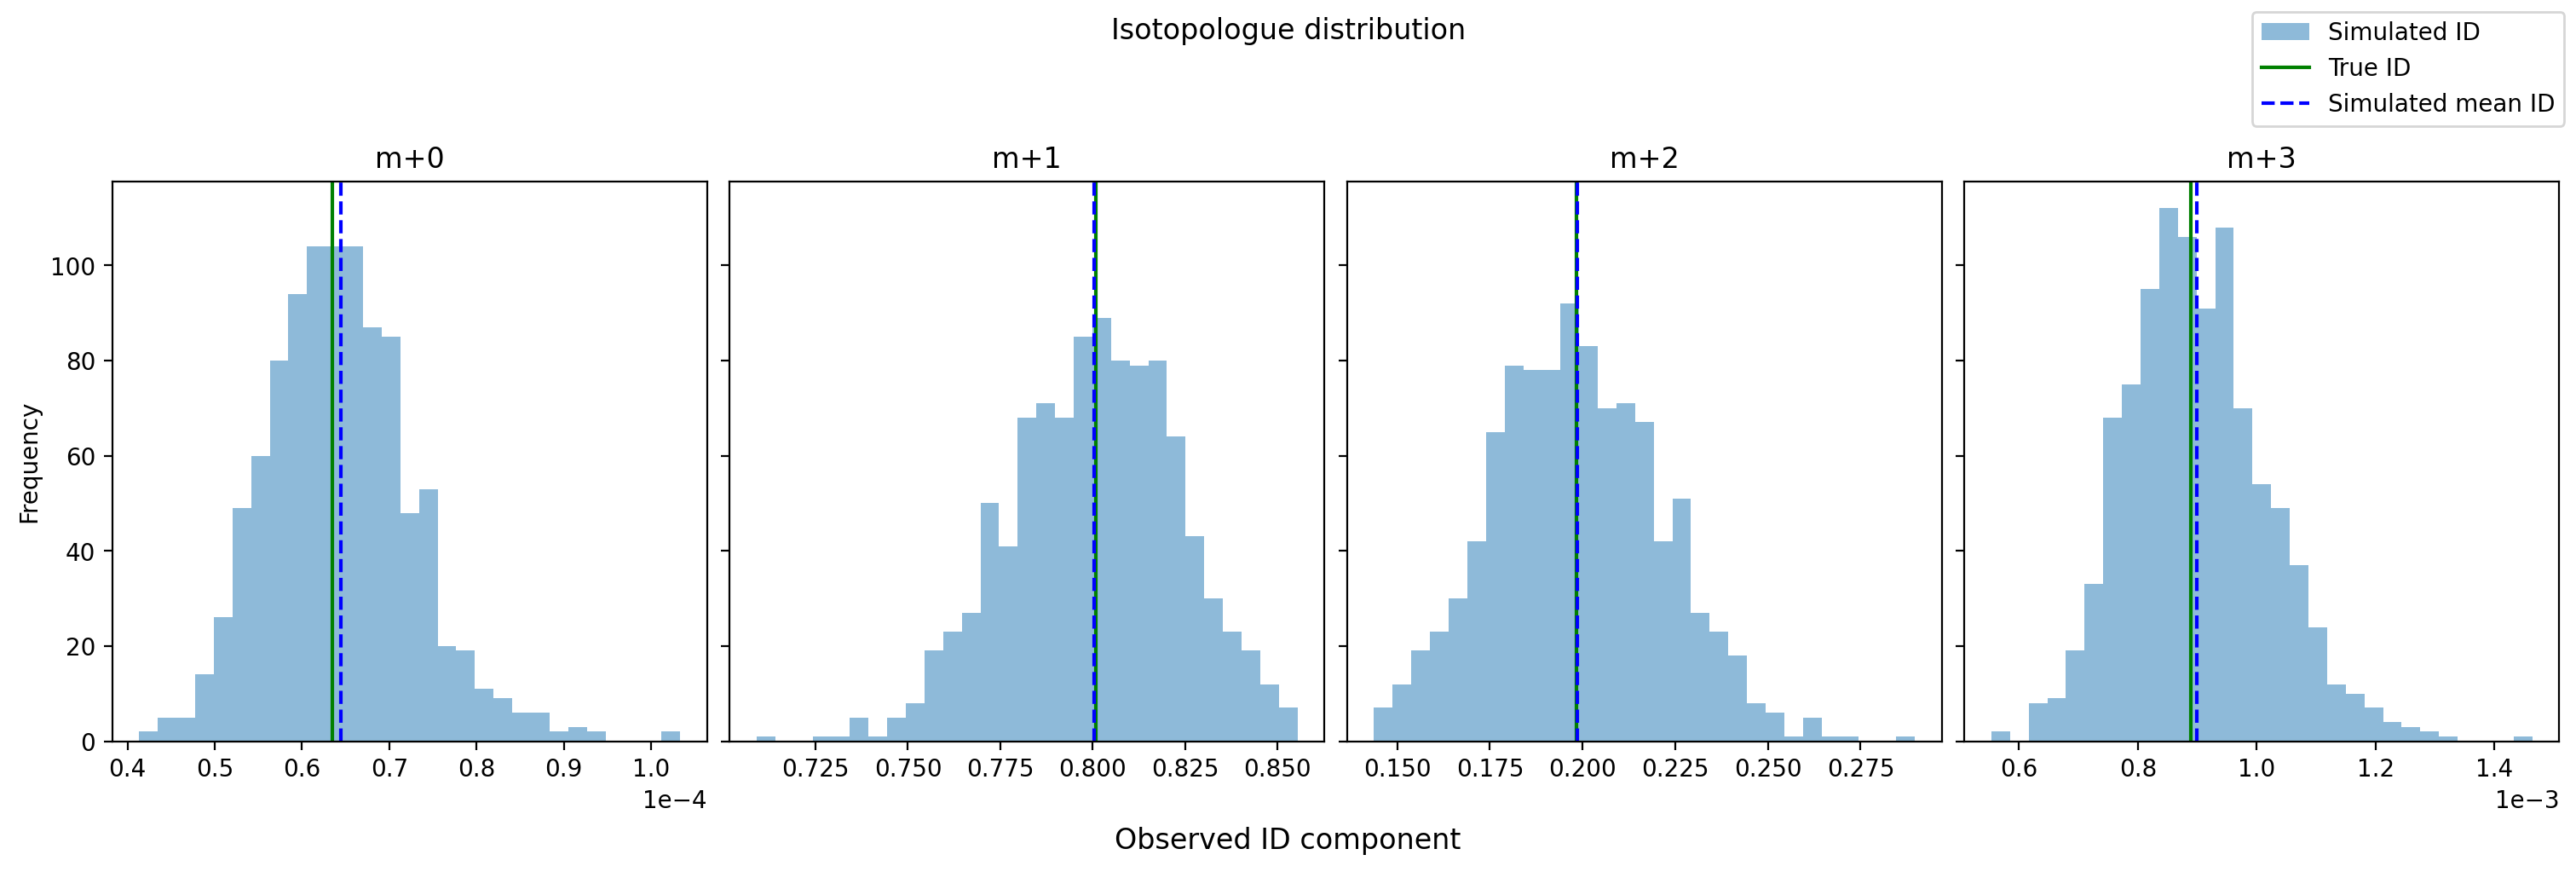 Isotopologue distribution
Simulated ID
True ID
Simulated mean ID
m+0
m+1
m+2
m+3
Frequency
100
80
60
40
20
0
0.4 0.5 0.6 0.7 0.8 0.9 1.0
1e−4
0.725 0.750 0.775 0.800 0.825 0.850
0.150 0.175 0.200 0.225 0.250 0.275
0.6 0.8 1.0 1.2 1.4
1e−3
Observed ID component